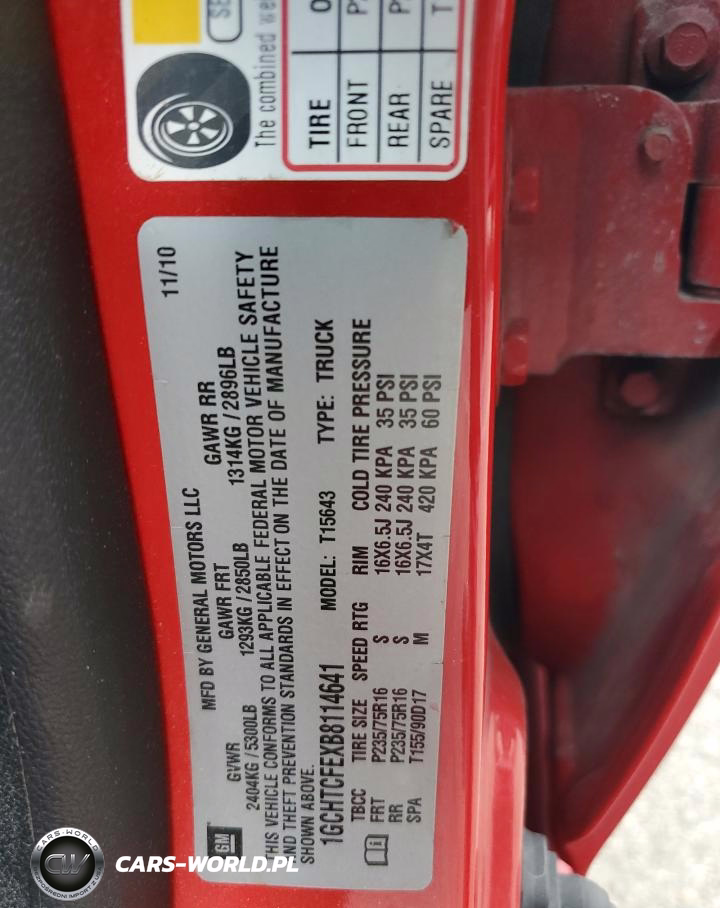 The combined we
TIRE
FRONT
REAR
SPARE
11/10
MFD BY GENERAL MOTORS LLC
GVWR GAWR FRT GAWR RR
2404KG / 5300LB 1293KG / 2850LB 1314KG / 2896LB
THIS VEHICLE CONFORMS TO ALL APPLICABLE FEDERAL MOTOR VEHICLE SAFETY
AND THEFT PREVENTION STANDARDS IN EFFECT ON THE DATE OF MANUFACTURE
SHOWN ABOVE.
1GCHTCFEXB8114641 MODEL: T15643 TYPE: TRUCK
TBCC TIRE SIZE SPEED RTG RIM COLD TIRE PRESSURE
FRT P235/75R16 S 16X6.5J 240 KPA 35 PSI
RR P235/75R16 S 16X6.5J 240 KPA 35 PSI
SPA T155/90D17 M 17X4T 420 KPA 60 PSI
GM
CARS-WORLD
CW
CARS-WORLD.PL